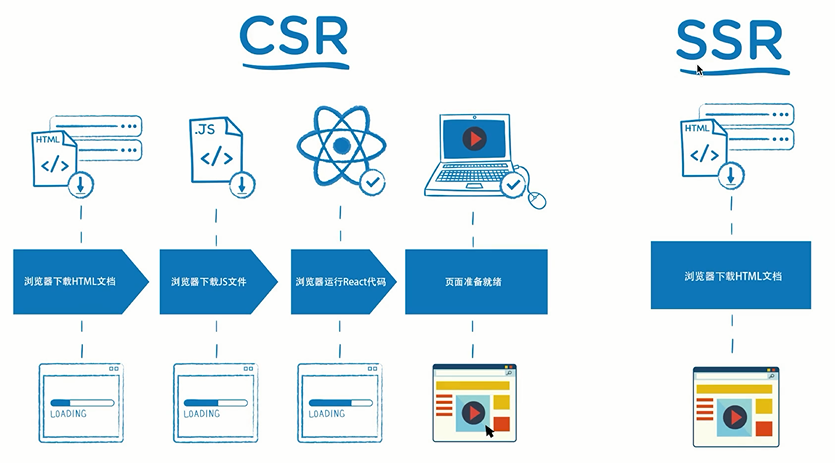 CSR
SSR
HTML
</>
.JS
</>
HTML
</>
浏览器下载HTML文档
浏览器下载JS文件
浏览器运行React代码
页面准备就绪
浏览器下载HTML文档
LOADING
LOADING
LOADING